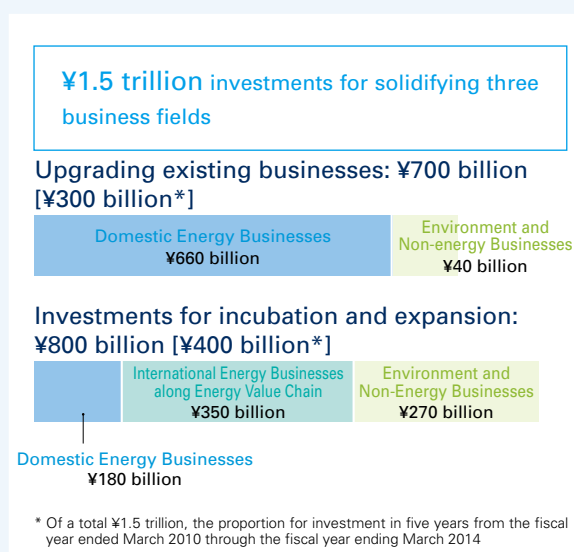 ¥1.5 trillion investments for solidifying three
business fields
Upgrading existing businesses: ¥700 billion
[¥300 billion*]
Domestic Energy Businesses
¥660 billion
Environment and
Non-energy Businesses
¥40 billion
Investments for incubation and expansion:
¥800 billion [¥400 billion*]
International Energy Businesses
along Energy Value Chain
¥350 billion
Environment and
Non-Energy Businesses
¥270 billion
Domestic Energy Businesses
¥180 billion
* Of a total ¥1.5 trillion, the proportion for investment in five years from the fiscal
year ended March 2010 through the fiscal year ending March 2014